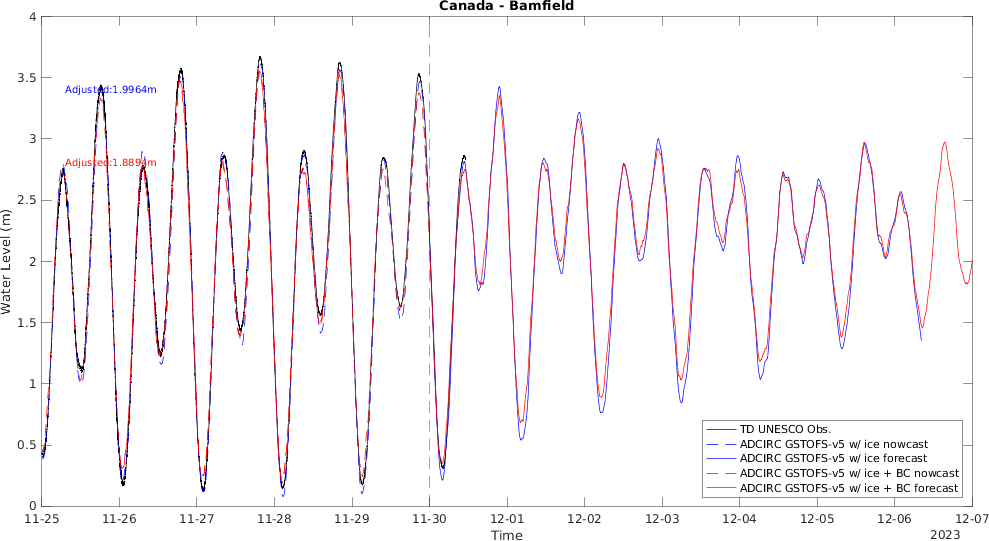 Canada - Bamfield
Water Level (m)
4
3.5
3
2.5
2
1.5
1
0.5
0
Adjusted:1.9964m
Adjusted:1.8894m
TD UNESCO Obs.
ADCIRC GSTOFS-v5 w/ ice nowcast
ADCIRC GSTOFS-v5 w/ ice forecast
ADCIRC GSTOFS-v5 w/ ice + BC nowcast
ADCIRC GSTOFS-v5 w/ ice + BC forecast
11-25 11-26 11-27 11-28 11-29 11-30 12-01 12-02 12-03 12-04 12-05 12-06 12-07
Time
2023